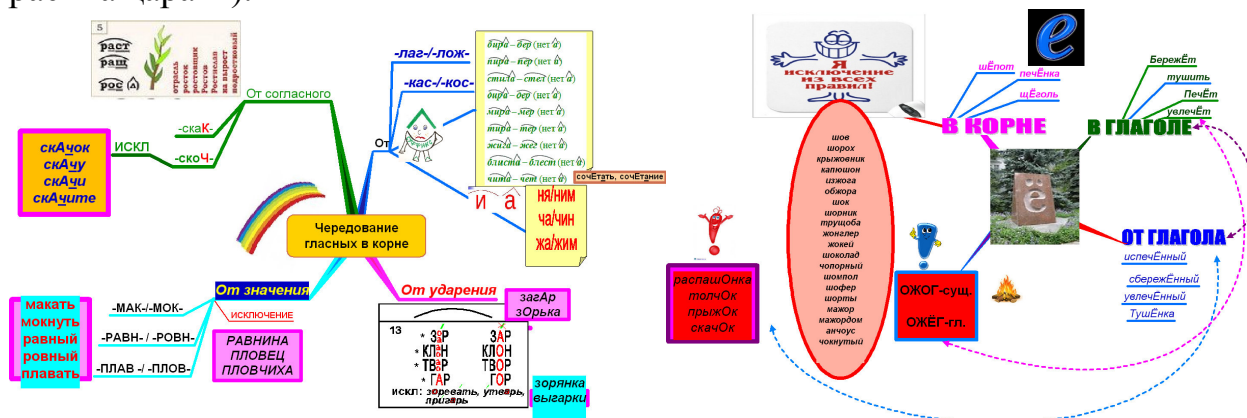 5
раст
ращ
рос (А)
отрасль
росток
ростовщик
Ростов
Ростислав
на вырост
подростковый
От согласного
-скаК-
-скоЧ-
ИСКЛ
скАчок
скАчу
скАчи
скАчите
-лаг-/-лож-
-кас-/-кос-
От
бира – бер (нет а)
пира – пер (нет а)
стила – стел (нет а)
дира – дер (нет а)
мира – мер (нет а)
тира – тер (нет а)
жига – жег (нет а)
блиста – блест (нет а)
чита – чет (нет а)
сочЕтать, сочЕтание
и а
ня/ним
ча/чин
жа/жим
Чередование
гласных в корне
От значения
-МАК-/-МОК-
-РАВН- / -РОВН-
-ПЛАВ -/ -ПЛОВ-
макать
мокнуть
равный
ровный
плавать
ИСКЛЮЧЕНИЕ
РАВНИНА
ПЛОВЕЦ
ПЛОВЧИХА
От ударения
загАр
зОрька
13
ЗАР
КЛОН
ТВОР
ГОР
искл: зоревать, утварь,
пригарь
зорянка
выгарки
Я
исключение
из всех
правил!
шов
шорох
крыжовник
капюшон
изжога
обжора
шок
шорник
трущоба
жонглер
жокей
шоколад
чопорный
шомпол
шофер
шорты
мажор
мажордом
анчоус
чокнутый
ё
В КОРНЕ
шЁпот
печЁнка
щЁголь
В ГЛАГОЛЕ
БережЁт
тушить
ПечЁт
увлечЁт
ё
ОТ ГЛАГОЛА
испечЁнный
сбережЁнный
увлечЁнный
ТушЁнка
распашОнка
толчОк
прыжОк
скачОк
ОЖОГ-сущ.
ОЖЁГ-гл.